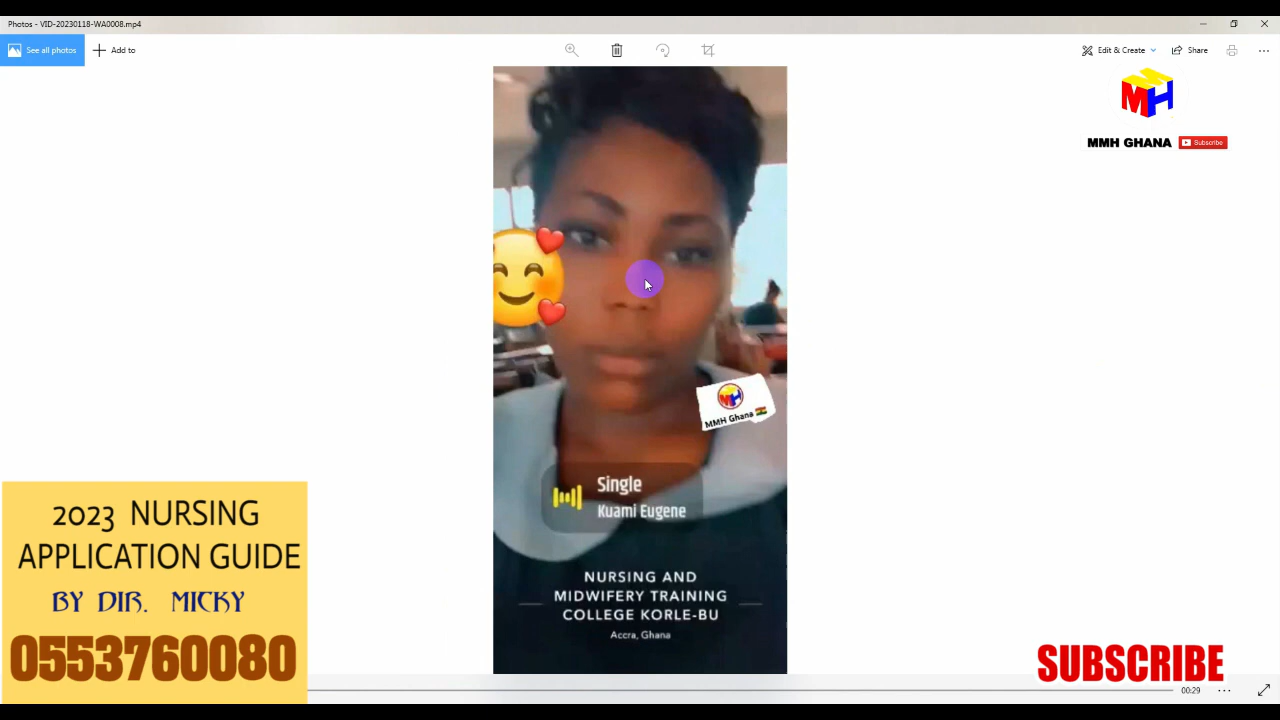 Photos - VID-20230118-WA0008.mp4
See all photos
Add to
Edit & Create
Share
MH
MMH GHANA
Subscribe
MH
MMH Ghana
Single
Kuami Eugene
NURSING AND
MIDWIFERY TRAINING
COLLEGE KORLE-BU
Accra, Ghana
2023 NURSING
APPLICATION GUIDE
BY DIR. MICKY
0553760080
SUBSCRIBE
00:29